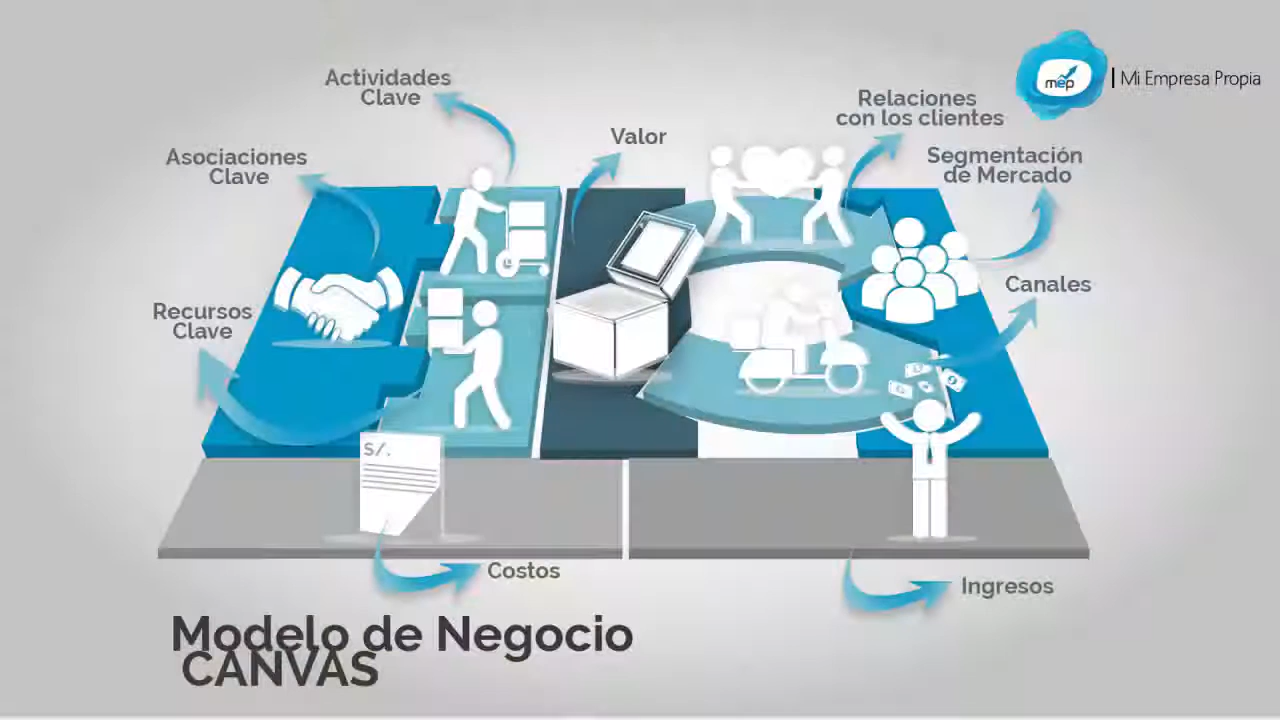 mep
Mi Empresa Propia
Actividades
Clave
Relaciones
con los clientes
Valor
Asociaciones
Clave
Segmentación
de Mercado
Canales
Recursos
Clave
S/.
Costos
Ingresos
Modelo de Negocio
CANVAS